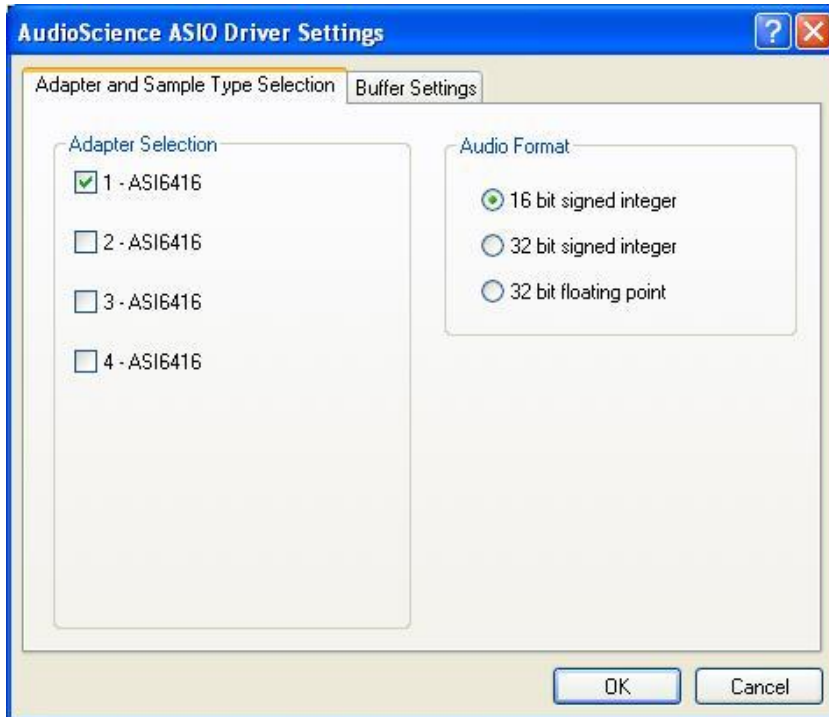 AudioScience ASIO Driver Settings
Adapter and Sample Type Selection
Buffer Settings
Adapter Selection
1 - ASI6416
2 - ASI6416
3 - ASI6416
4 - ASI6416
Audio Format
16 bit signed integer
32 bit signed integer
32 bit floating point
OK
Cancel